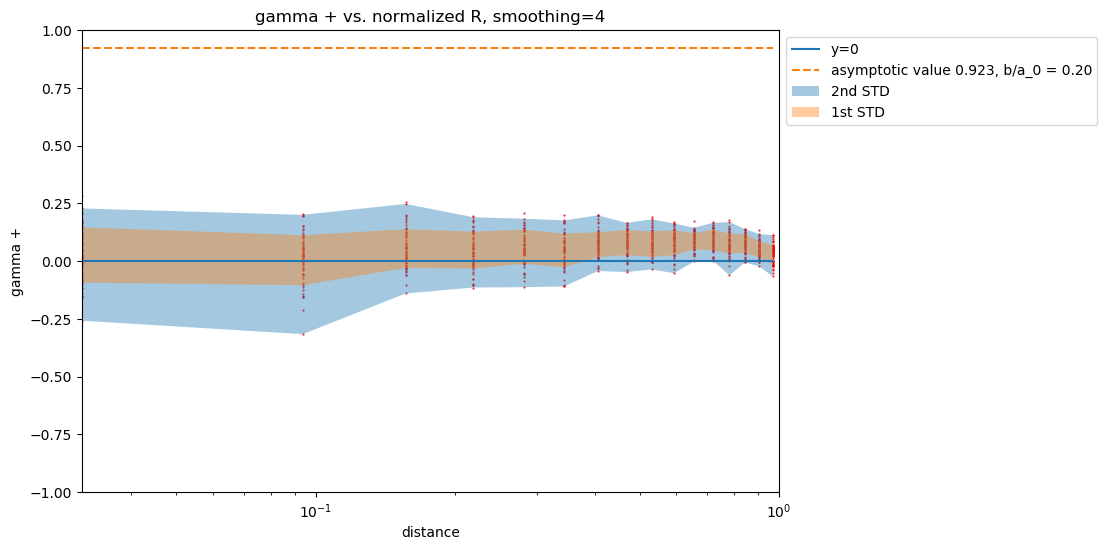 gamma + vs. normalized R, smoothing=4
1.00
0.75
0.50
0.25
0.00
−0.25
−0.50
−0.75
−1.00
gamma +
10⁻¹
10⁰
distance
y=0
asymptotic value 0.923, b/a_0 = 0.20
2nd STD
1st STD